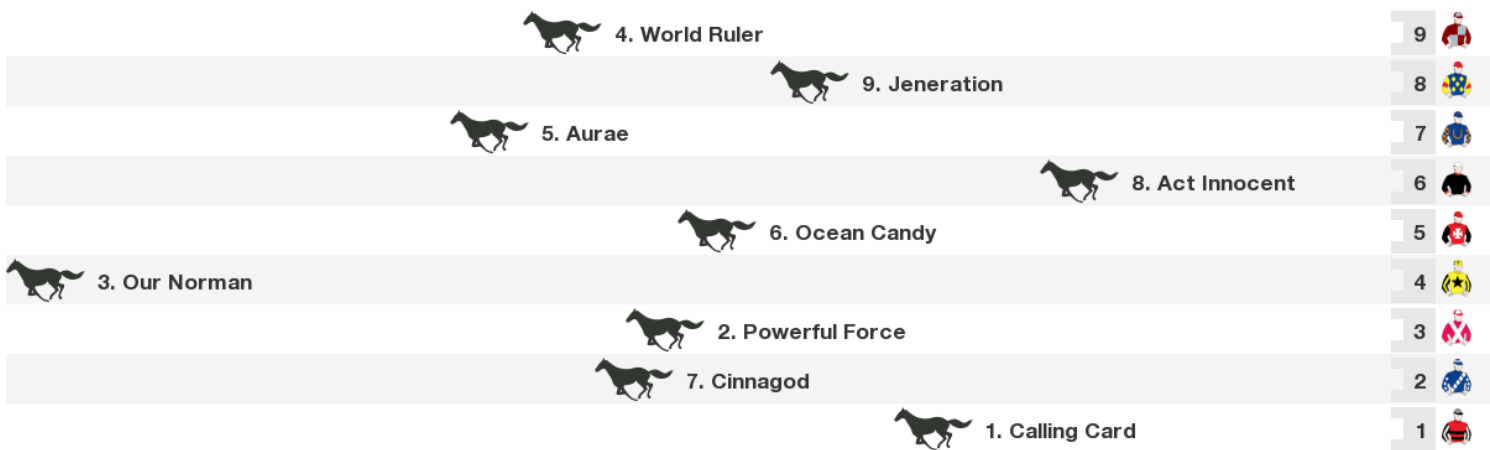 4. World Ruler 9
9. Jeneration 8
5. Aurae 7
8. Act Innocent 6
6. Ocean Candy 5
3. Our Norman 4
2. Powerful Force 3
7. Cinnagod 2
1. Calling Card 1